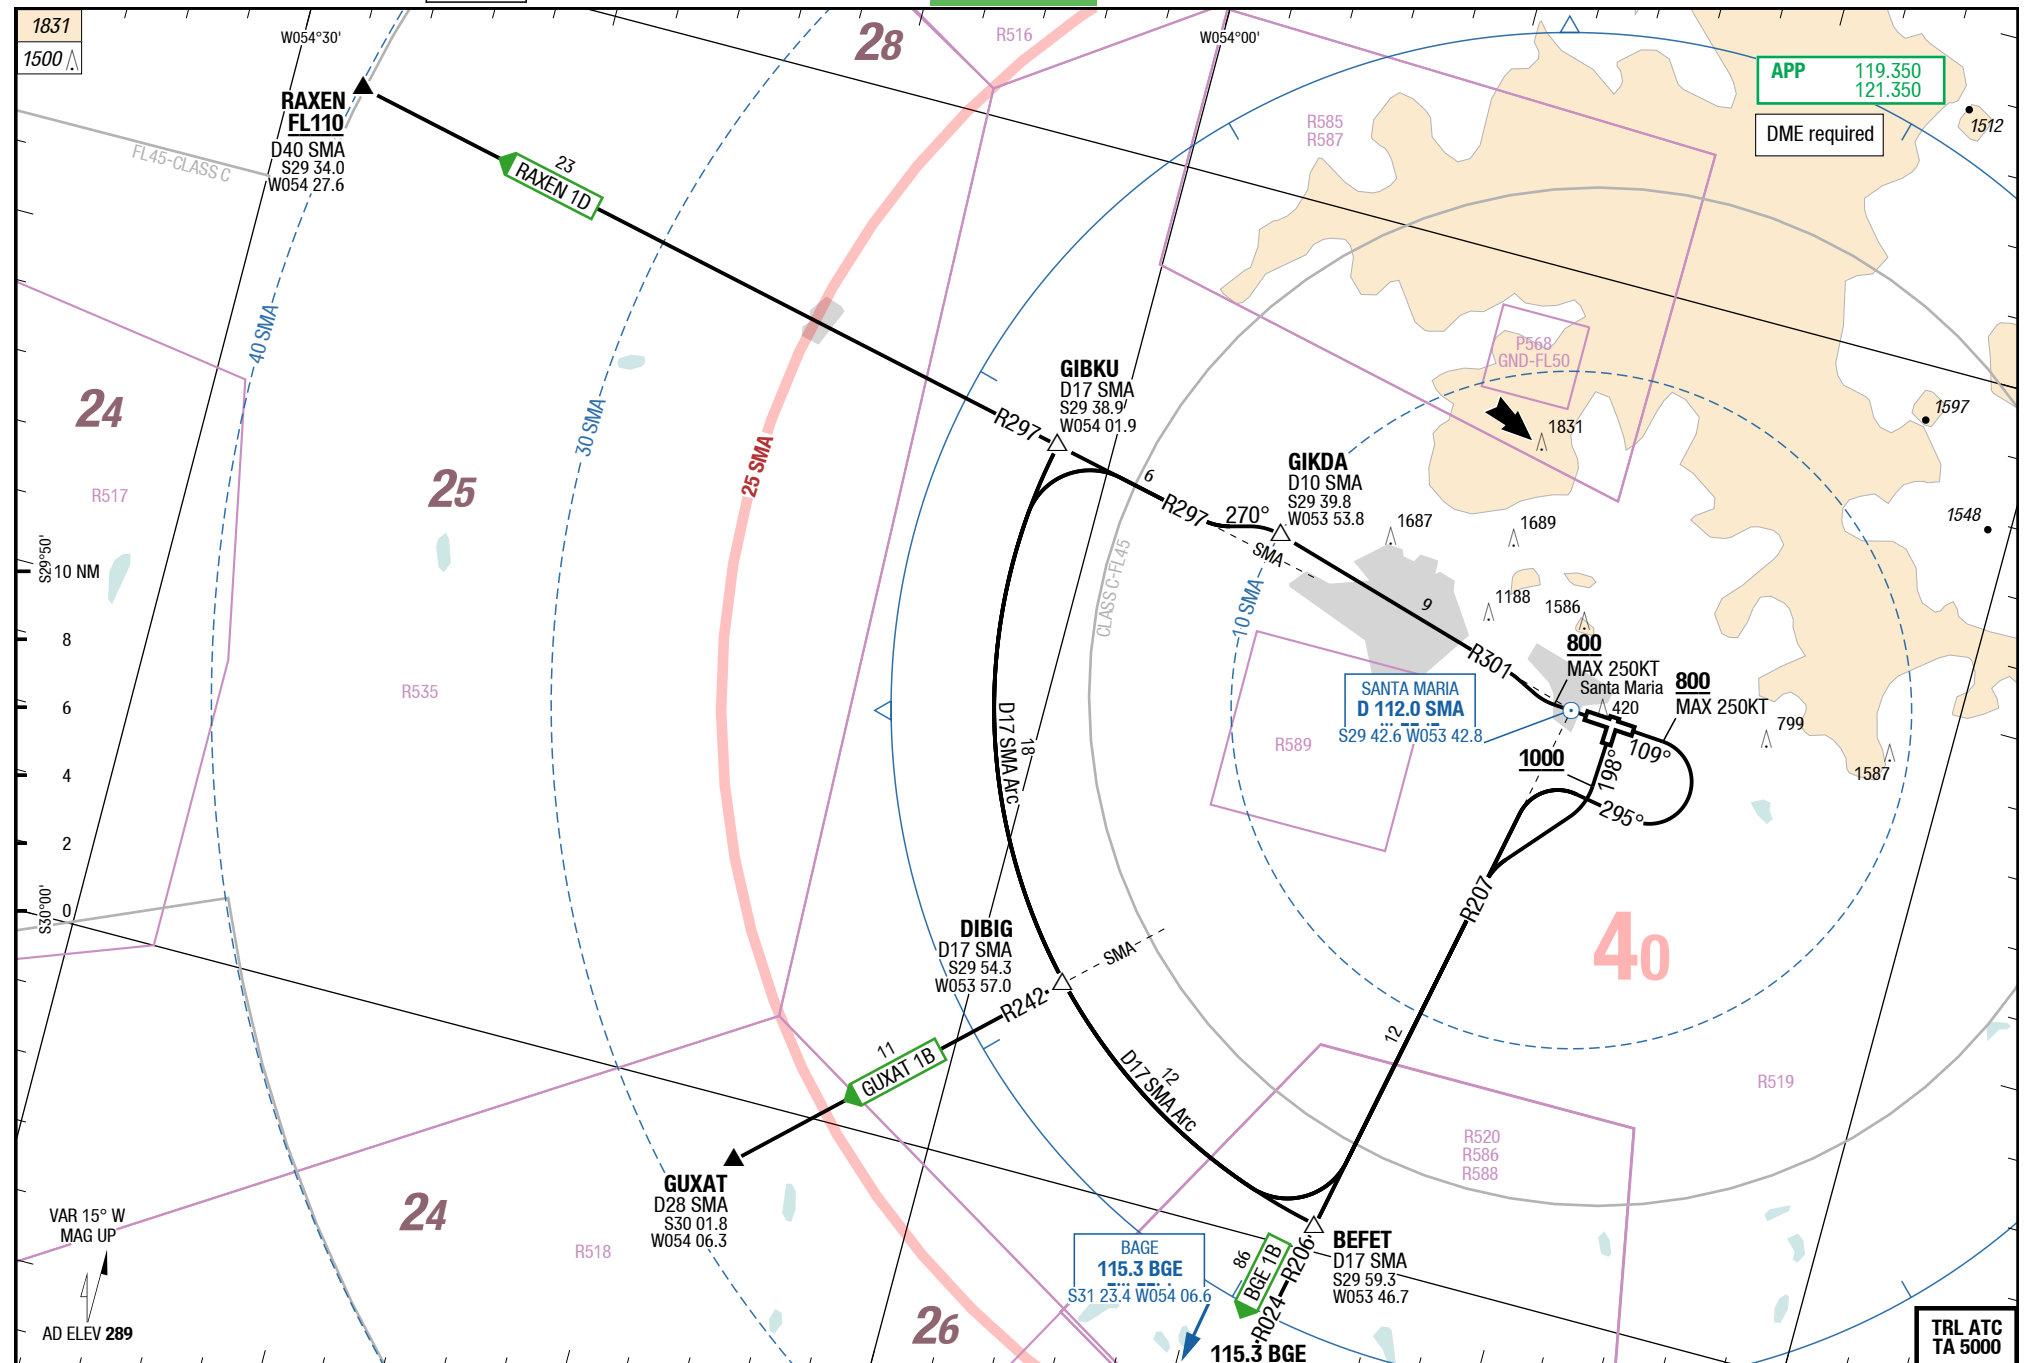 1831
1500
W054°30'
28
R516
W054°00'
APP 119.350
121.350
DME required
1512
R585
R587
RAXEN
FL110
D40 SMA
S29 34.0
W054 27.6
FL45-CLASS C
23
RAXEN 1D
40 SMA
30 SMA
25 SMA
24
25
R517
R535
P568
GND-FL50
1831
1597
1548
GIBKU
D17 SMA
S29 38.9
W054 01.9
R297
6
R297
270°
SMA
GIKDA
D10 SMA
S29 39.8
W053 53.8
1687
1689
1188
1586
9
R301
10 SMA
CLASS C-FL45
800
MAX 250KT
Santa Maria
420
800
MAX 250KT
799
1587
SANTA MARIA
D 112.0 SMA
S29 42.6 W053 42.8
R589
1000
198°
109°
295°
S29°50'
10 NM
8
6
4
2
0
S30°00'
18
D17 SMA Arc
R207
40
DIBIG
D17 SMA
S29 54.3
W053 57.0
SMA
R242
11
GUXAT 1B
12
D17 SMA Arc
12
R519
R520
R586
R588
GUXAT
D28 SMA
S30 01.8
W054 06.3
24
R518
26
VAR 15° W
MAG UP
AD ELEV 289
BAGE
115.3 BGE
S31 23.4 W054 06.6
86
BGE 1B
R206
R024
115.3 BGE
BEFET
D17 SMA
S29 59.3
W053 46.7
TRL ATC
TA 5000